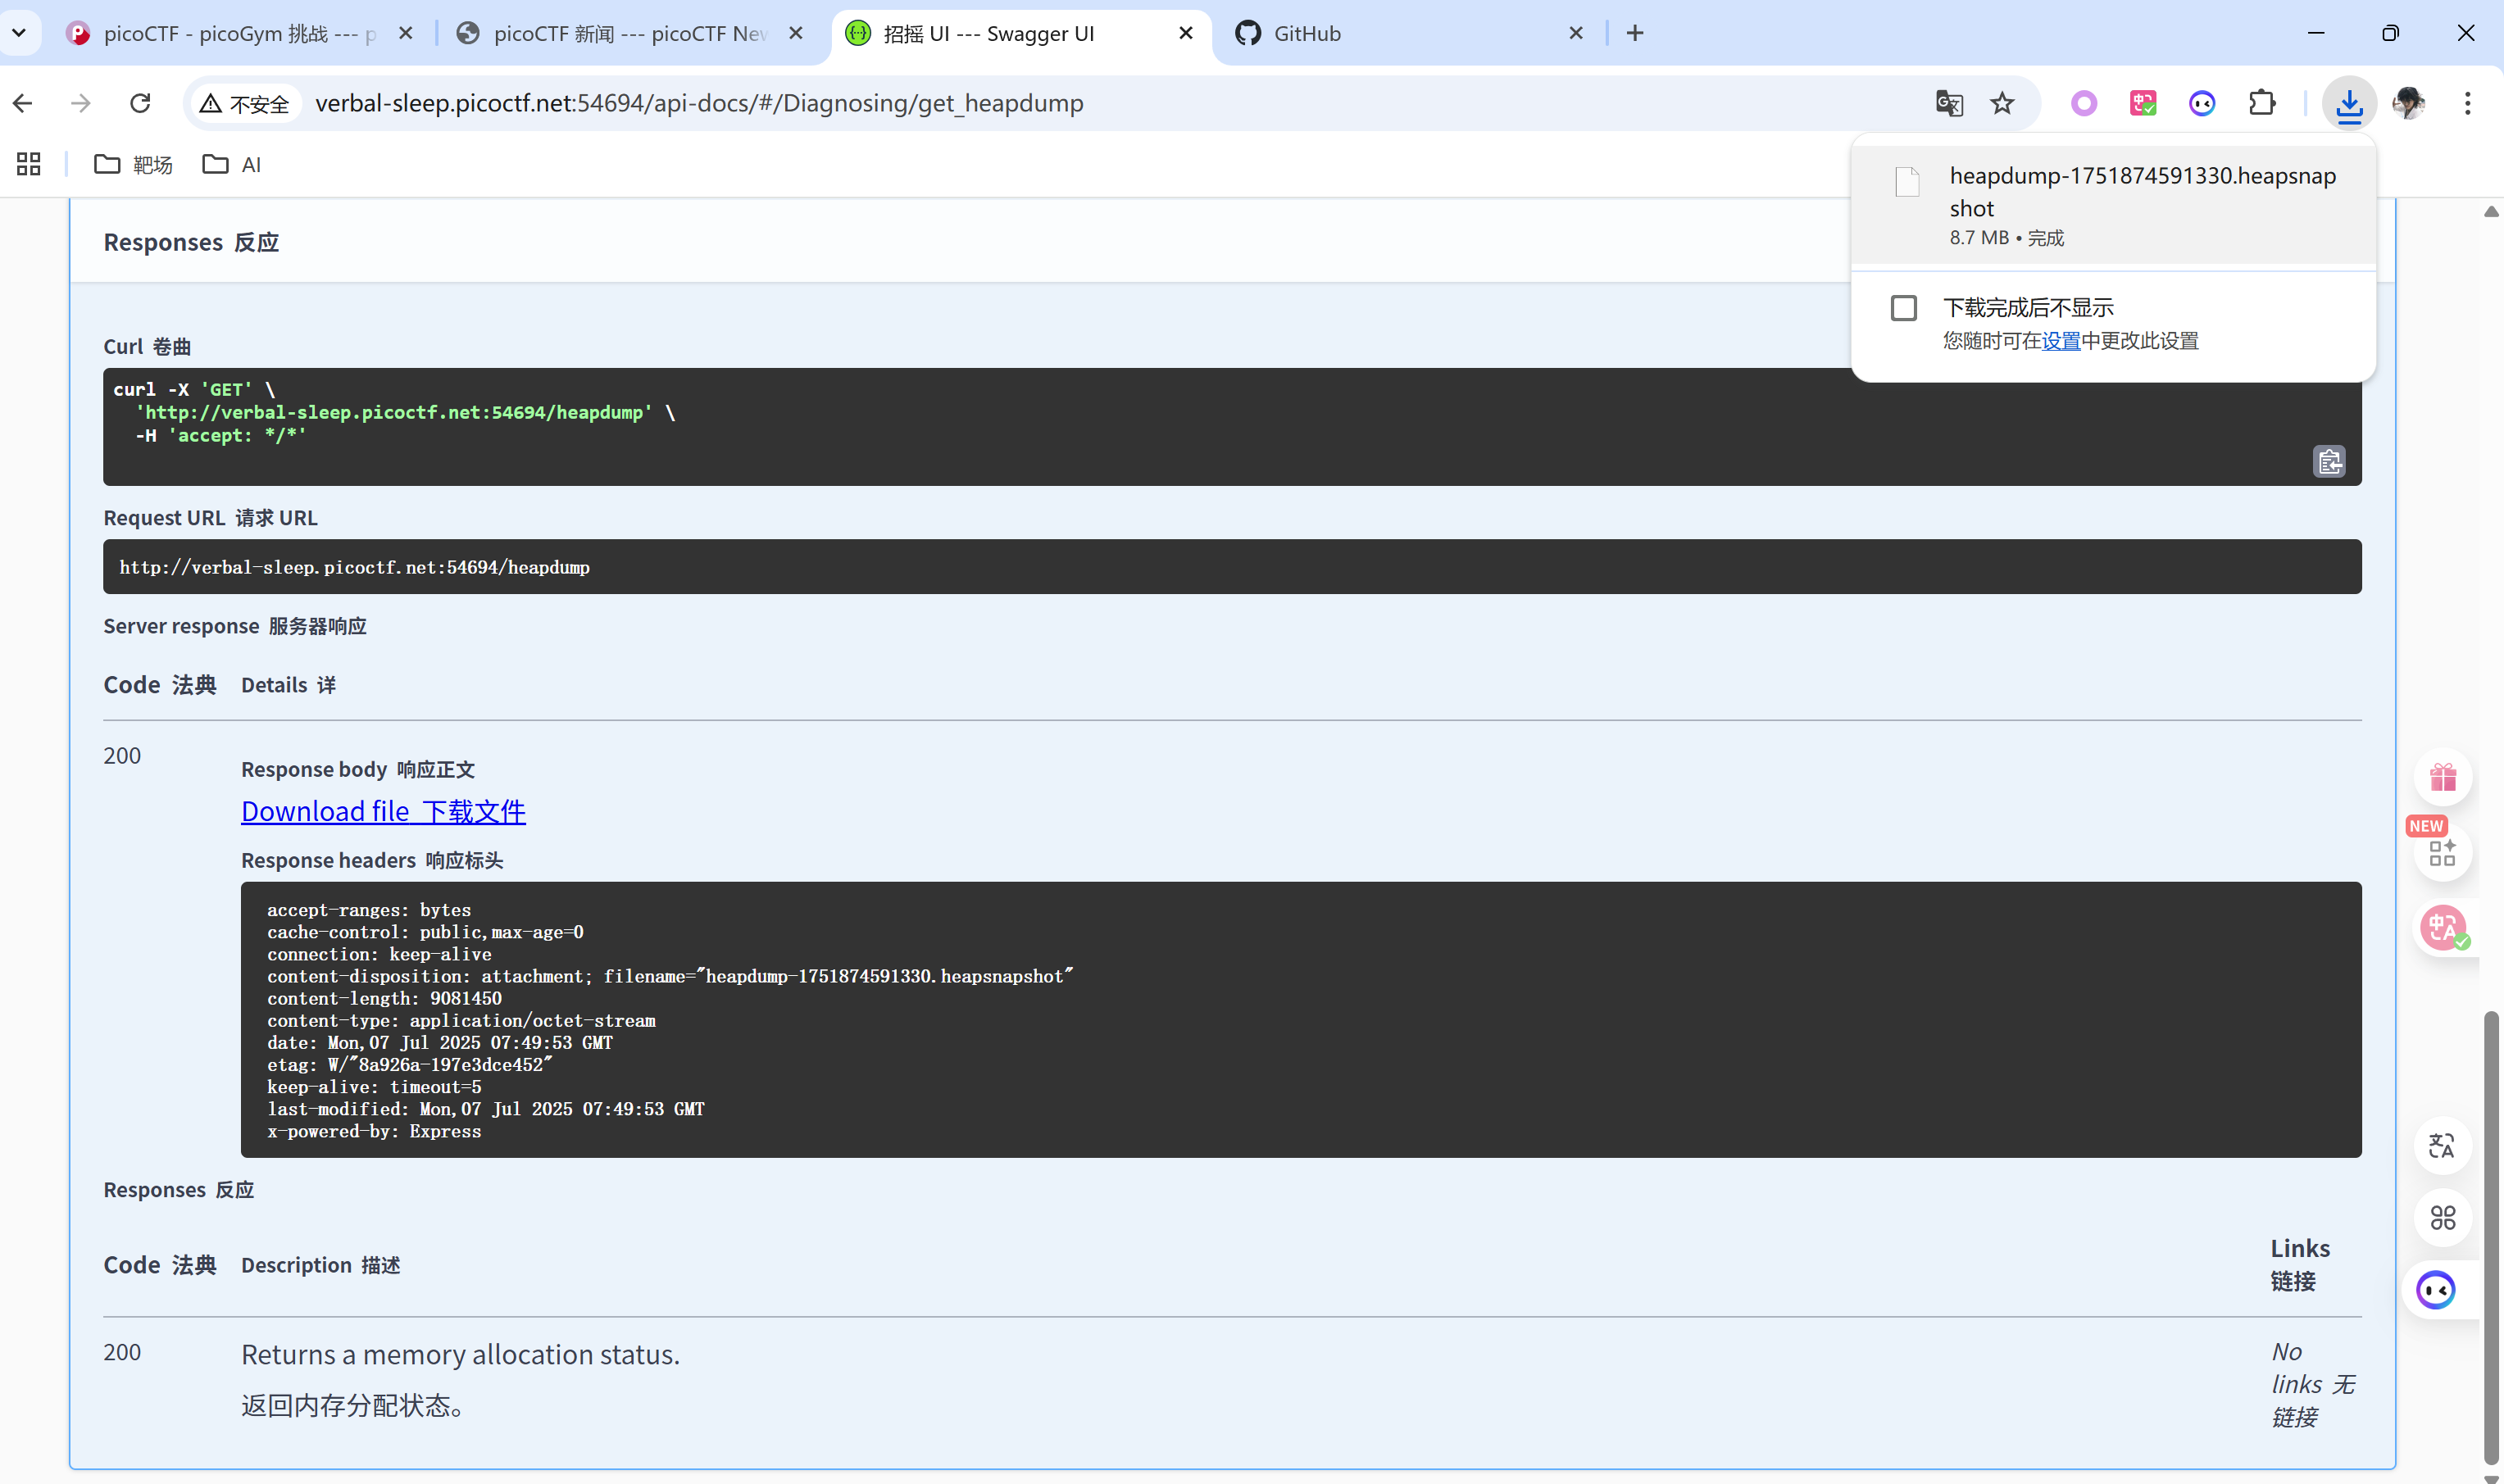 picoCTF - picoGym 挑战 --- p
picoCTF 新闻 --- picoCTF Nev
招摇 UI --- Swagger UI
GitHub
不安全
verbal-sleep.picoctf.net:54694/api-docs/#/Diagnosing/get_heapdump
靶场
AI
heapdump-1751874591330.heapsnap
shot
8.7 MB • 完成
下载完成后不显示
您随时可在设置中更改此设置
Responses 反应
Curl 卷曲
curl -X 'GET' \
'http://verbal-sleep.picoctf.net:54694/heapdump' \
-H 'accept: */*'
Request URL 请求 URL
http://verbal-sleep.picoctf.net:54694/heapdump
Server response 服务器响应
Code 法典 Details 详
200
Response body 响应正文
Download file 下载文件
Response headers 响应标头
accept-ranges: bytes
cache-control: public,max-age=0
connection: keep-alive
content-disposition: attachment; filename="heapdump-1751874591330.heapsnapshot"
content-length: 9081450
content-type: application/octet-stream
date: Mon,07 Jul 2025 07:49:53 GMT
etag: W/"8a926a-197e3dce452"
keep-alive: timeout=5
last-modified: Mon,07 Jul 2025 07:49:53 GMT
x-powered-by: Express
NEW
Responses 反应
Code 法典 Description 描述
Links
链接
200
Returns a memory allocation status.
返回内存分配状态。
No
links 无
链接